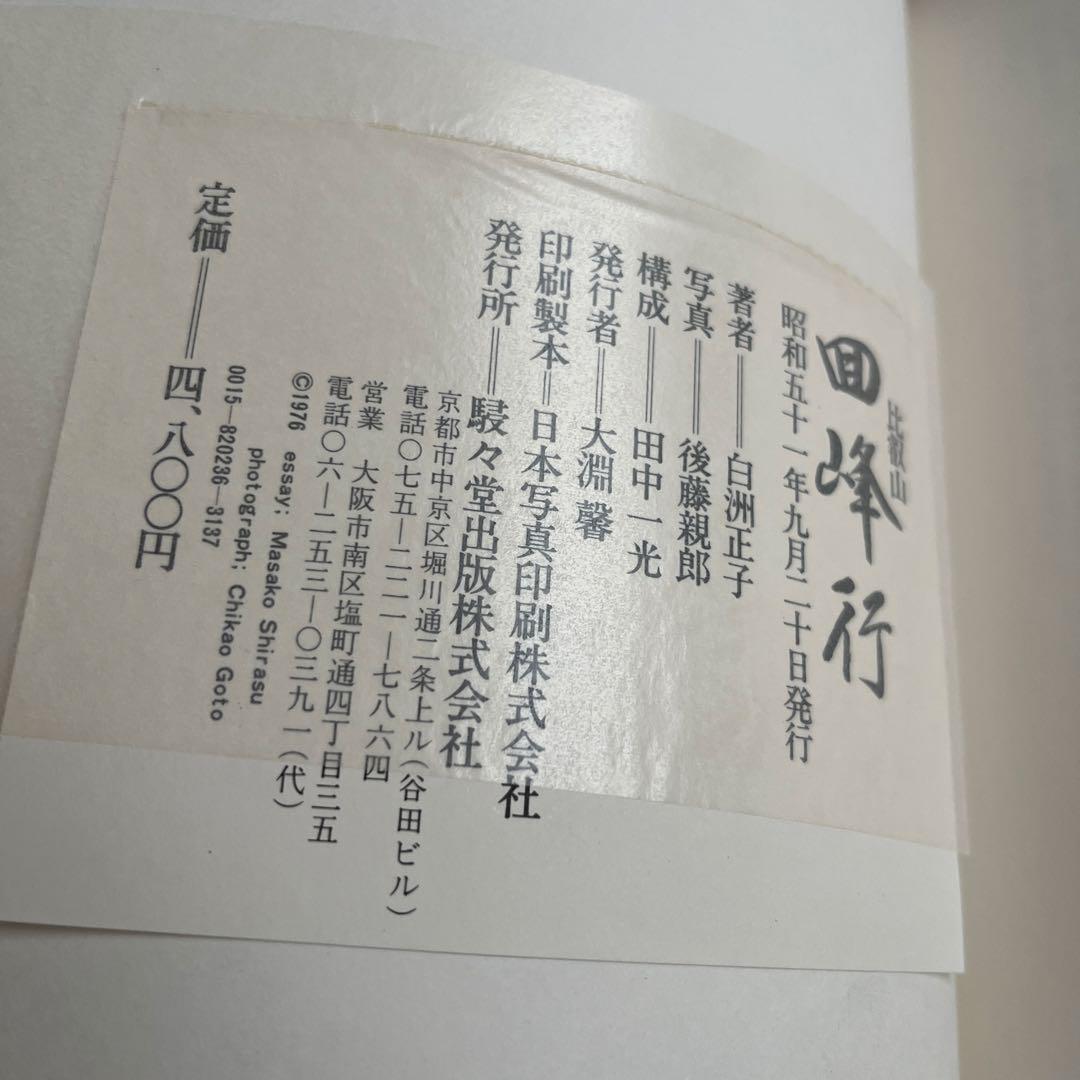 比叡山
回峰行
昭和五十一年九月二十日発行
著者══白洲正子
写真══後藤親郎
構成══田中一光
発行者══大淵馨
印刷製本══日本写真印刷株式会社
発行所══駸々堂出版株式会社
京都市中京区堀川通二条上ル(谷田ビル)
電話〇七五―二二一―七八六四
営業 大阪市南区塩町通四丁目三五
電話〇六―二五三―〇三九一(代)
©1976 essay; Masako Shirasu
photograph; Chikao Goto
0015―820236―3137
定価══四、八〇〇円